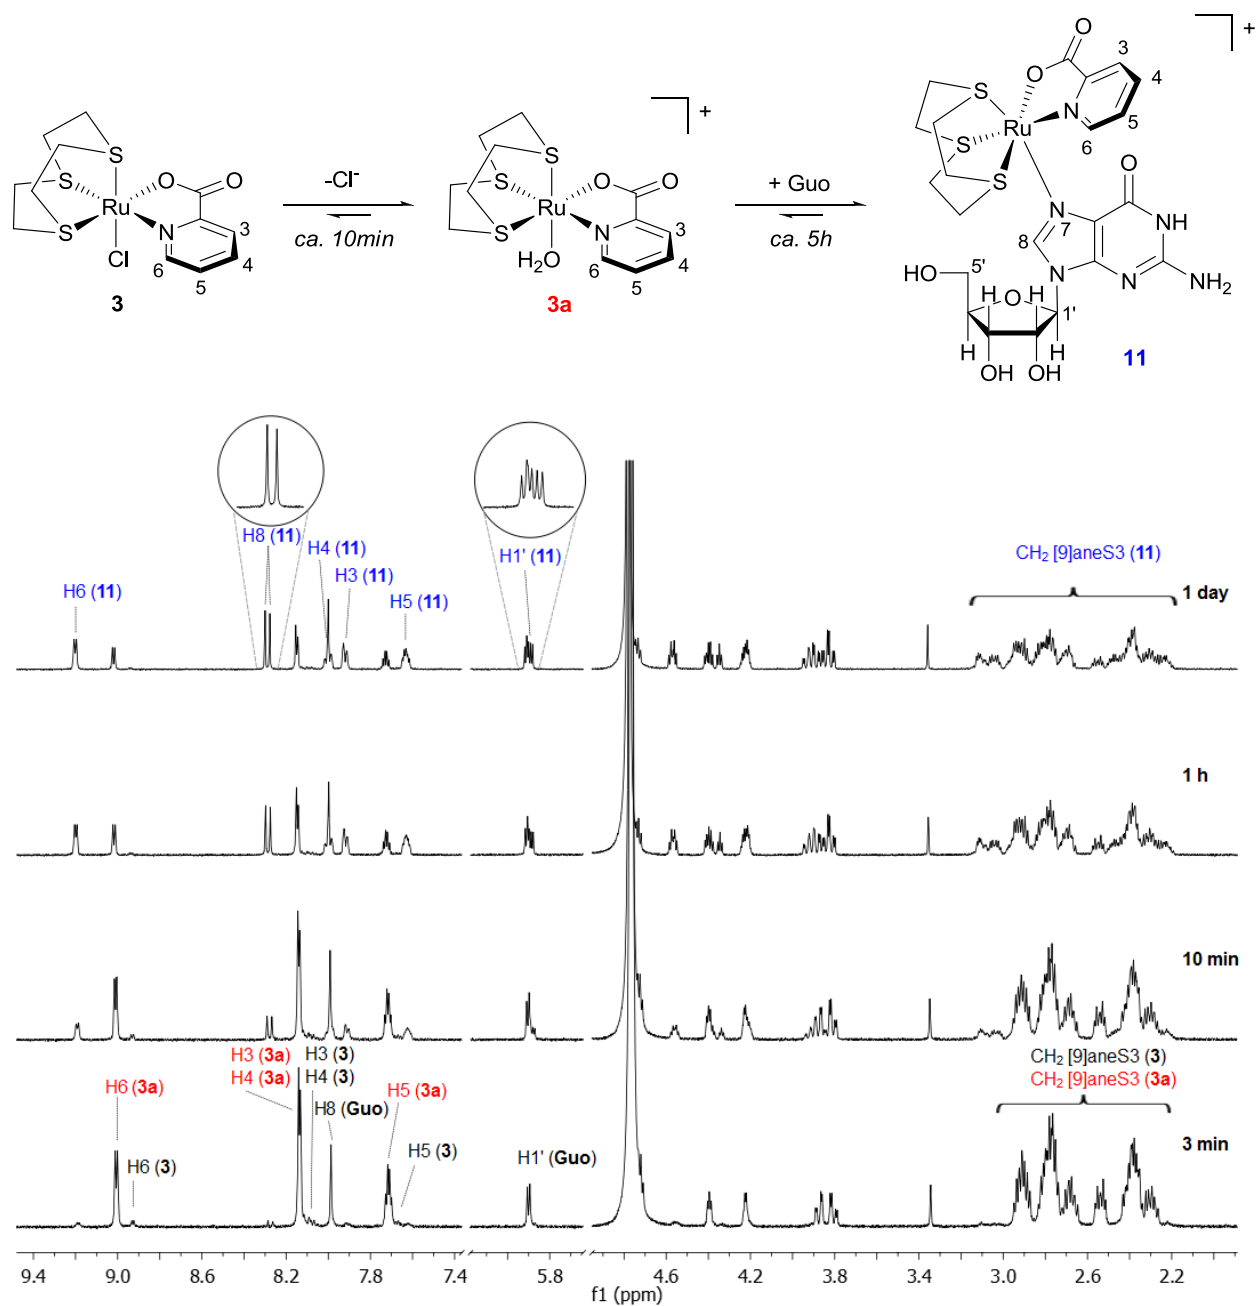 S
S
S
Ru
O
O
N
Cl
3
4
5
6
3
-Cl⁻
ca. 10min
S
S
S
Ru
O
O
N
H₂O
3
4
5
6
+
3a
+ Guo
ca. 5h
S
S
S
Ru
O
O
N
3
4
5
6
+
O
N
7
8
NH
N
N
NH₂
HO
5'
H
H
O
1'
H
H
OH
OH
11
H6 (11)
H8 (11)
H4 (11)
H3 (11)
H5 (11)
H1' (11)
CH₂ [9]aneS3 (11)
1 day
1 h
10 min
H3 (3a)
H4 (3a)
H3 (3)
H4 (3)
H6 (3a)
H6 (3)
H8 (Guo)
H5 (3a)
H5 (3)
H1' (Guo)
CH₂ [9]aneS3 (3)
CH₂ [9]aneS3 (3a)
3 min
9.4 9.0 8.6 8.2 7.8 7.4 5.8 4.6 4.2 3.8 3.4 3.0 2.6 2.2
f1 (ppm)